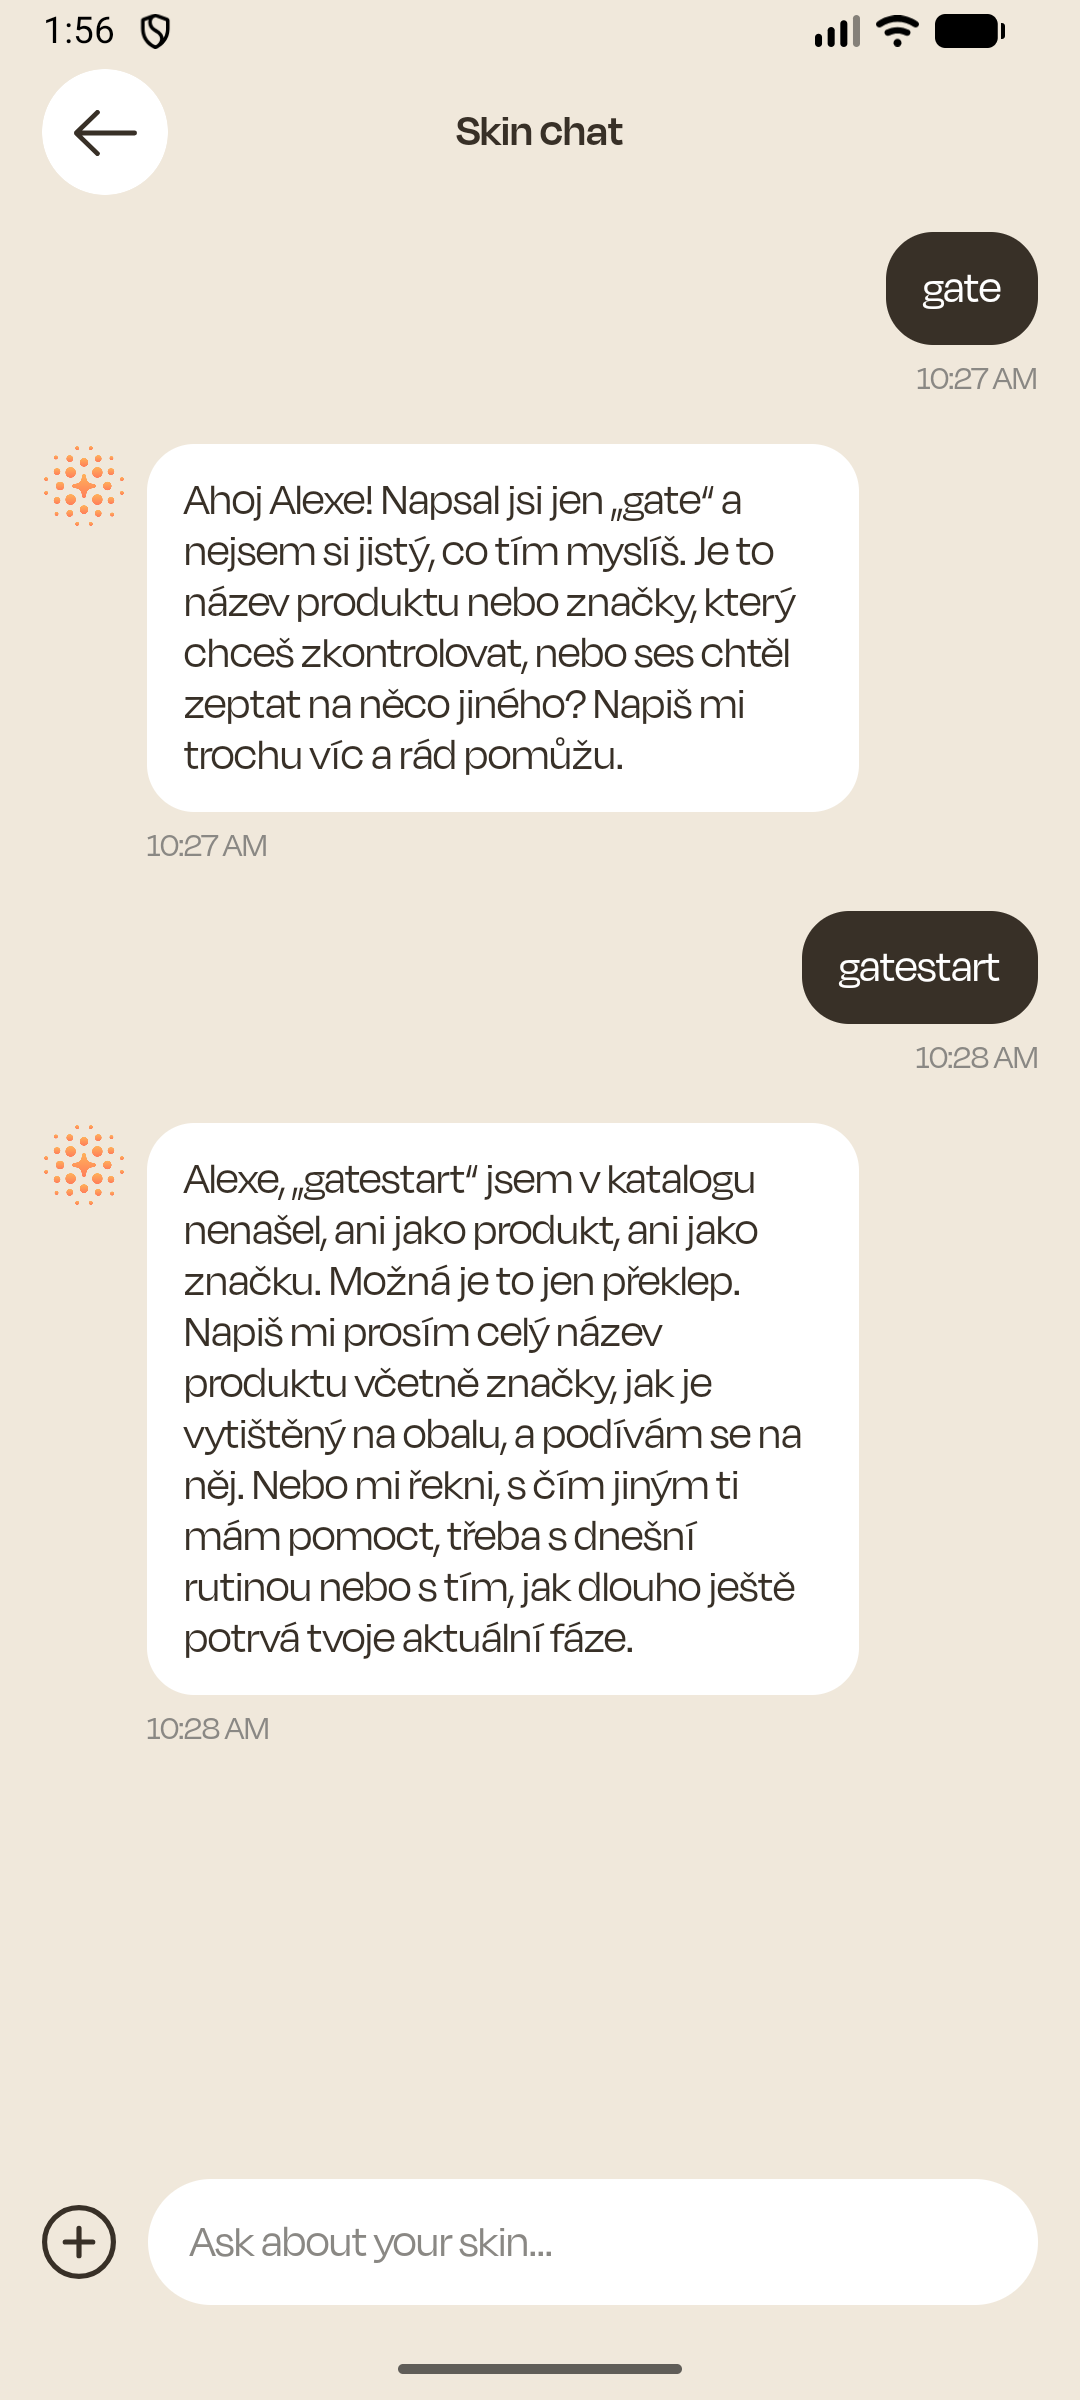 1:56
Skin chat
gate
10:27 AM
Ahoj Alexe! Napsal jsi jen „gate“ a
nejsem si jistý, co tím myslíš. Je to
název produktu nebo značky, který
chceš zkontrolovat, nebo ses chtěl
zeptat na něco jiného? Napiš mi
trochu víc a rád pomůžu.
10:27 AM
gatestart
10:28 AM
Alexe, „gatestart“ jsem v katalogu
nenašel, ani jako produkt, ani jako
značku. Možná je to jen překlep.
Napiš mi prosím celý název
produktu včetně značky, jak je
vytištěný na obalu, a podívám se na
něj. Nebo mi řekni, s čím jiným ti
mám pomoct, třeba s dnešní
rutinou nebo s tím, jak dlouho ještě
potrvá tvoje aktuální fáze.
10:28 AM
Ask about your skin...